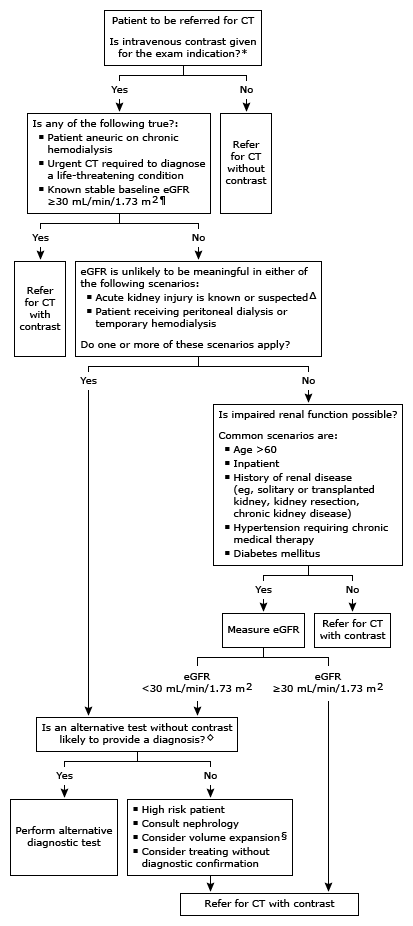 Patient to be referred for CT
Is intravenous contrast given
for the exam indication?*
Yes
No
Is any of the following true?:
▪ Patient aneuric on chronic
hemodialysis
▪ Urgent CT required to diagnose
a life-threatening condition
▪ Known stable baseline eGFR
≥30 mL/min/1.73 m2¶
Refer
for CT
without
contrast
Yes
No
Refer
for CT
with
contrast
eGFR is unlikely to be meaningful in either of
the following scenarios:
▪ Acute kidney injury is known or suspectedΔ
▪ Patient receiving peritoneal dialysis or
temporary hemodialysis
Do one or more of these scenarios apply?
Yes
No
Is impaired renal function possible?
Common scenarios are:
▪ Age >60
▪ Inpatient
▪ History of renal disease
(eg, solitary or transplanted
kidney, kidney resection,
chronic kidney disease)
▪ Hypertension requiring chronic
medical therapy
▪ Diabetes mellitus
Yes
No
Measure eGFR
Refer for CT
with contrast
eGFR
<30 mL/min/1.73 m2
eGFR
≥30 mL/min/1.73 m2
Is an alternative test without contrast
likely to provide a diagnosis?◇
Yes
No
Perform alternative
diagnostic test
▪ High risk patient
▪ Consult nephrology
▪ Consider volume expansion§
▪ Consider treating without
diagnostic confirmation
Refer for CT with contrast